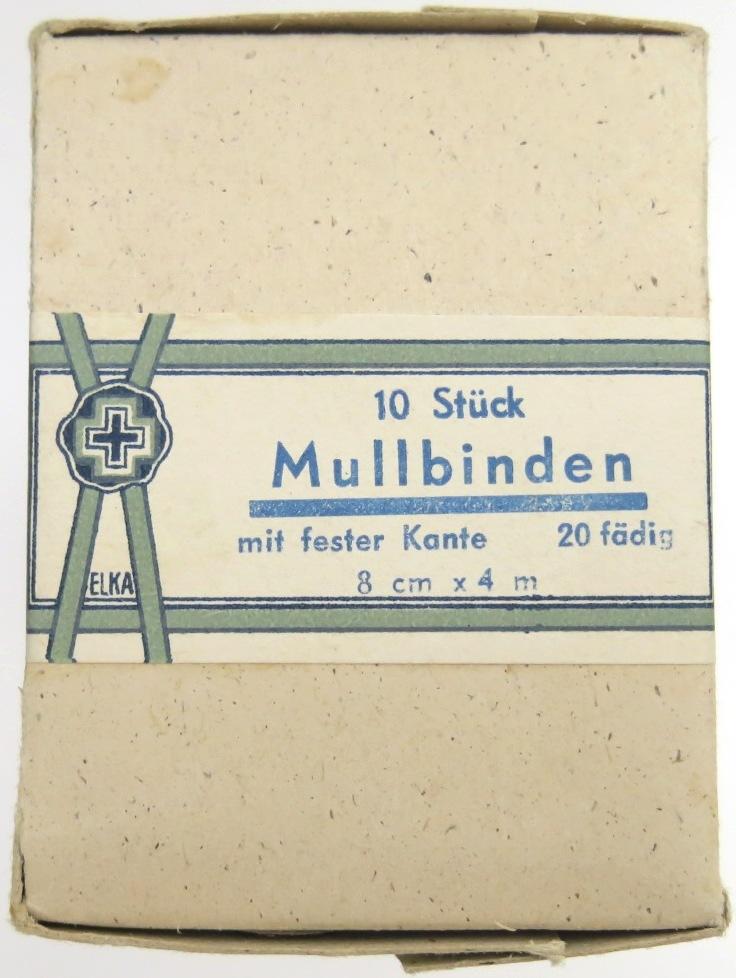 10 Stück
Mullbinden
mit fester Kante 20 fädig
8 cm x 4 m
ELKA